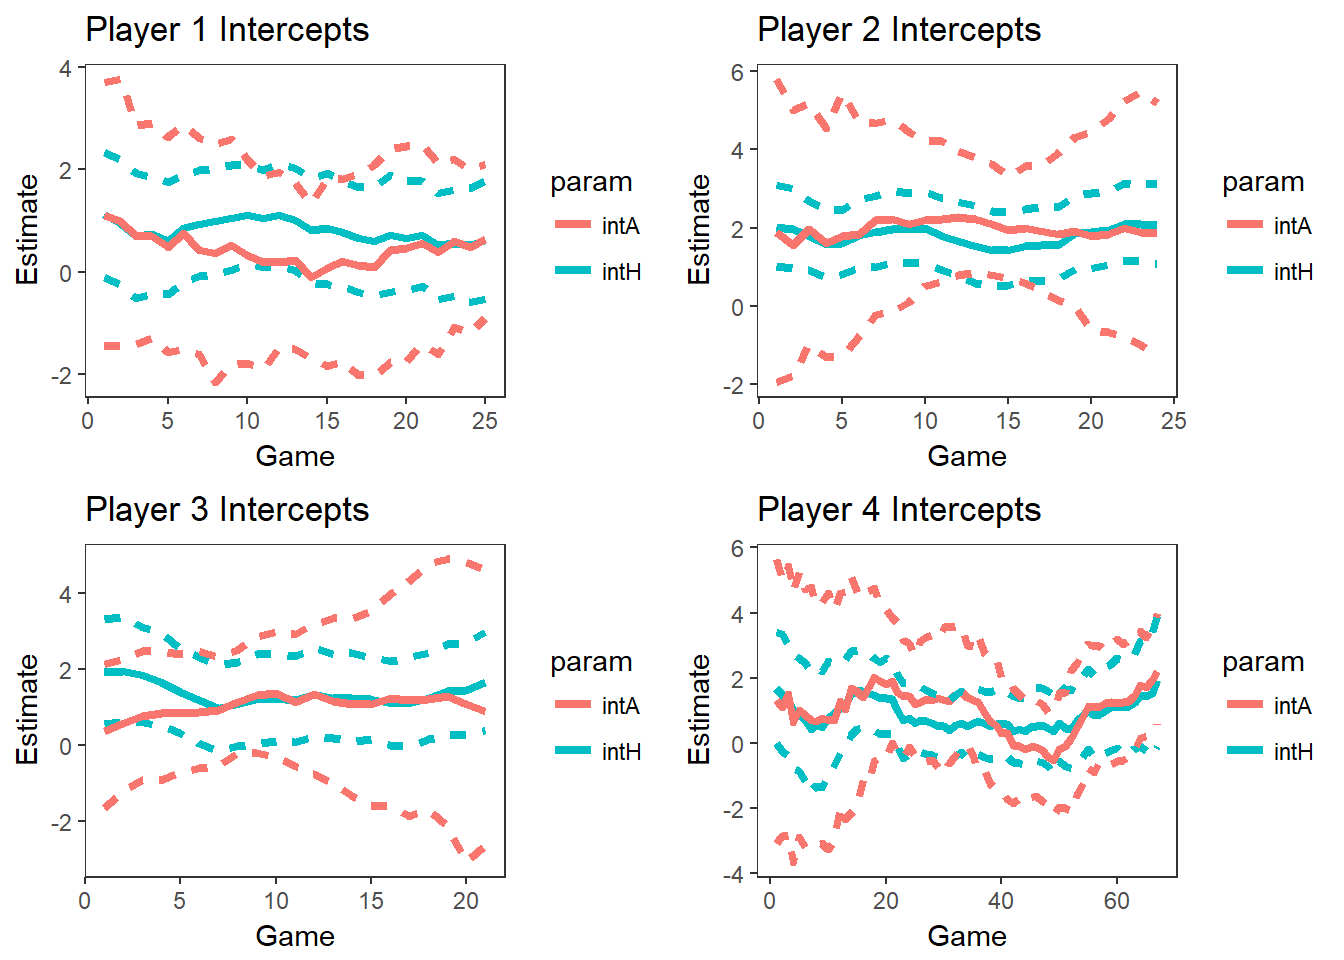 Player 1 Intercepts
4
2
0
-2
Estimate
0 5 10 15 20 25
Game
param
intA
intH
Player 2 Intercepts
6
4
2
0
-2
Estimate
0 5 10 15 20 25
Game
param
intA
intH
Player 3 Intercepts
4
2
0
-2
Estimate
0 5 10 15 20
Game
param
intA
intH
Player 4 Intercepts
6
4
2
0
-2
-4
Estimate
0 20 40 60
Game
param
intA
intH